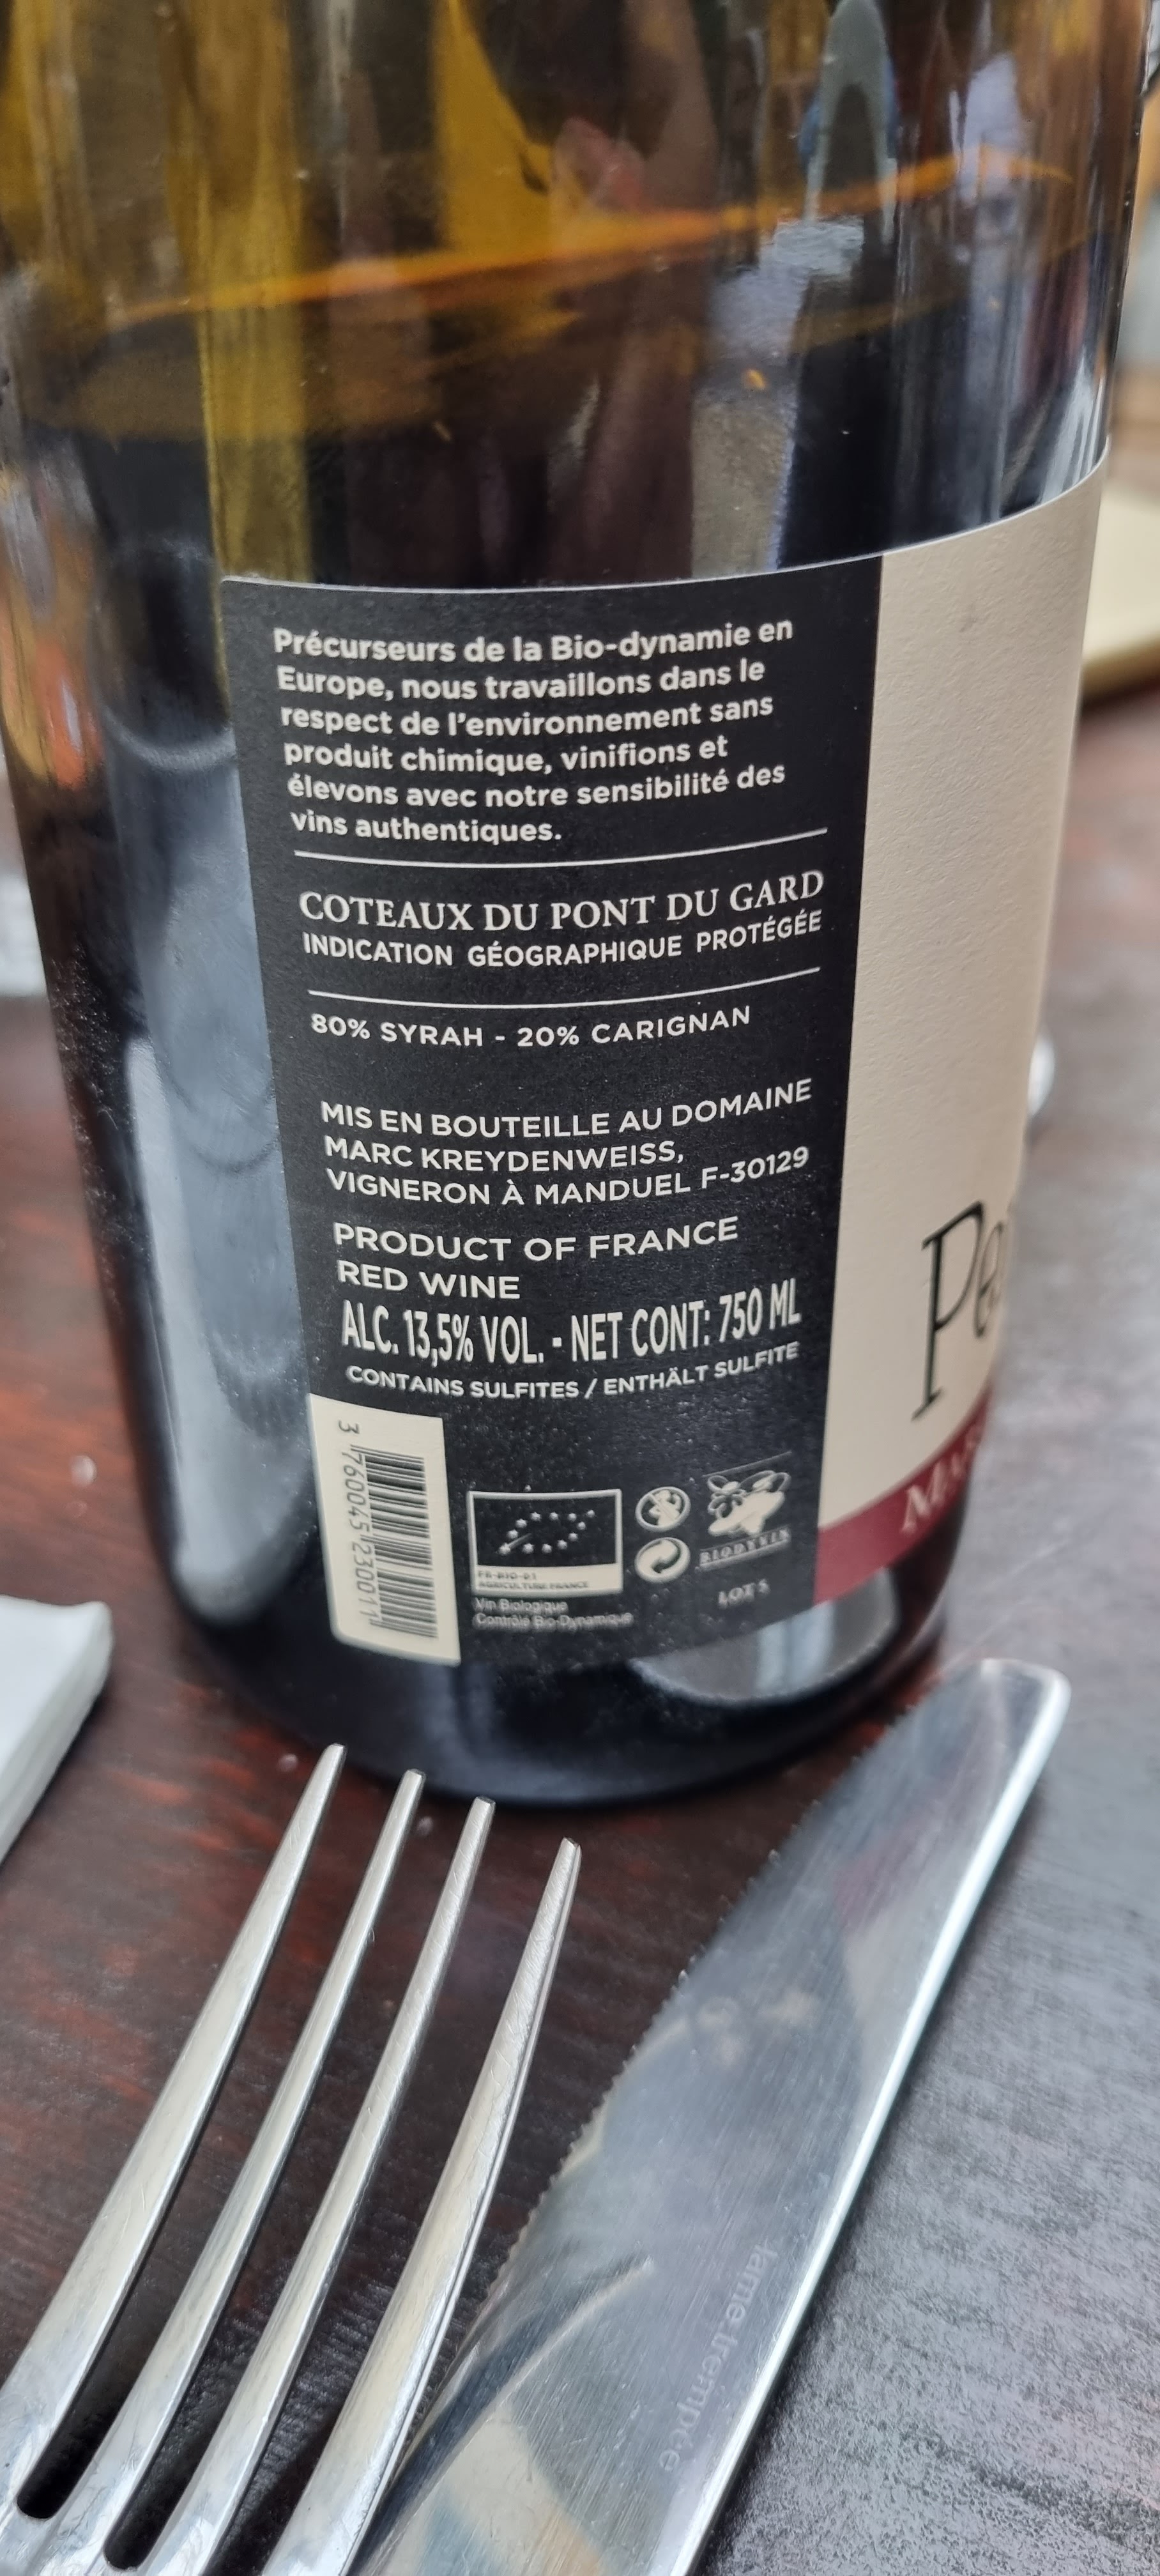 Précurseurs de la Bio-dynamie en
Europe, nous travaillons dans le
respect de l'environnement sans
produit chimique, vinifions et
élevons avec notre sensibilité des
vins authentiques.
COTEAUX DU PONT DU GARD
INDICATION GÉOGRAPHIQUE PROTÉGÉE
80% SYRAH - 20% CARIGNAN
MIS EN BOUTEILLE AU DOMAINE
MARC KREYDENWEISS,
VIGNERON À MANDUEL F-30129
PRODUCT OF FRANCE
RED WINE
ALC. 13,5% VOL. - NET CONT: 750 ML
CONTAINS SULFITES / ENTHÄLT SULFITE
3 760045 230011
FR-BIO-01
AGRICULTURE FRANCE
Vin Biologique
Contrôlé Bio-Dynamique
BIODYVIN
LOT 5
lame trempée